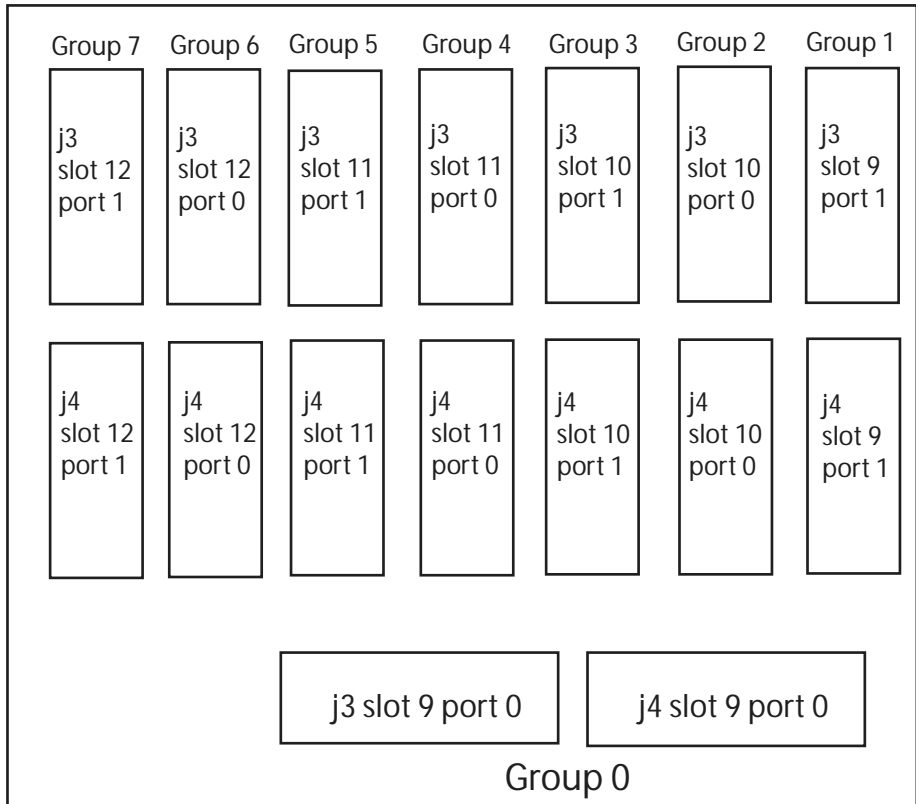 Group 7 Group 6 Group 5 Group 4 Group 3 Group 2 Group 1
j3
slot 12
port 1
j3
slot 12
port 0
j3
slot 11
port 1
j3
slot 11
port 0
j3
slot 10
port 1
j3
slot 10
port 0
j3
slot 9
port 1
j4
slot 12
port 1
j4
slot 12
port 0
j4
slot 11
port 1
j4
slot 11
port 0
j4
slot 10
port 1
j4
slot 10
port 0
j4
slot 9
port 1
j3 slot 9 port 0
j4 slot 9 port 0
Group 0